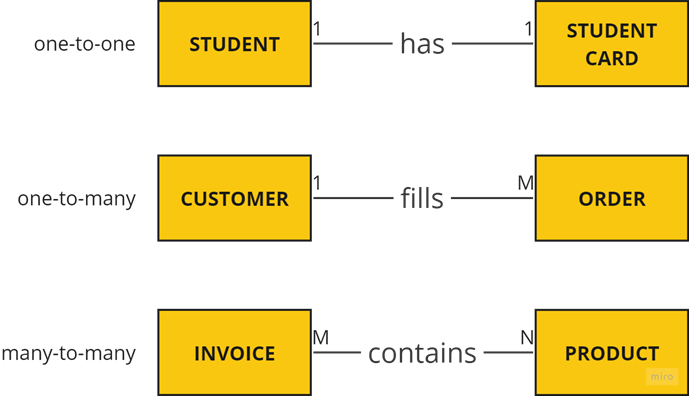 one-to-one
STUDENT
1
has
1
STUDENT
CARD
one-to-many
CUSTOMER
1
fills
M
ORDER
many-to-many
INVOICE
M
contains
N
PRODUCT
miro